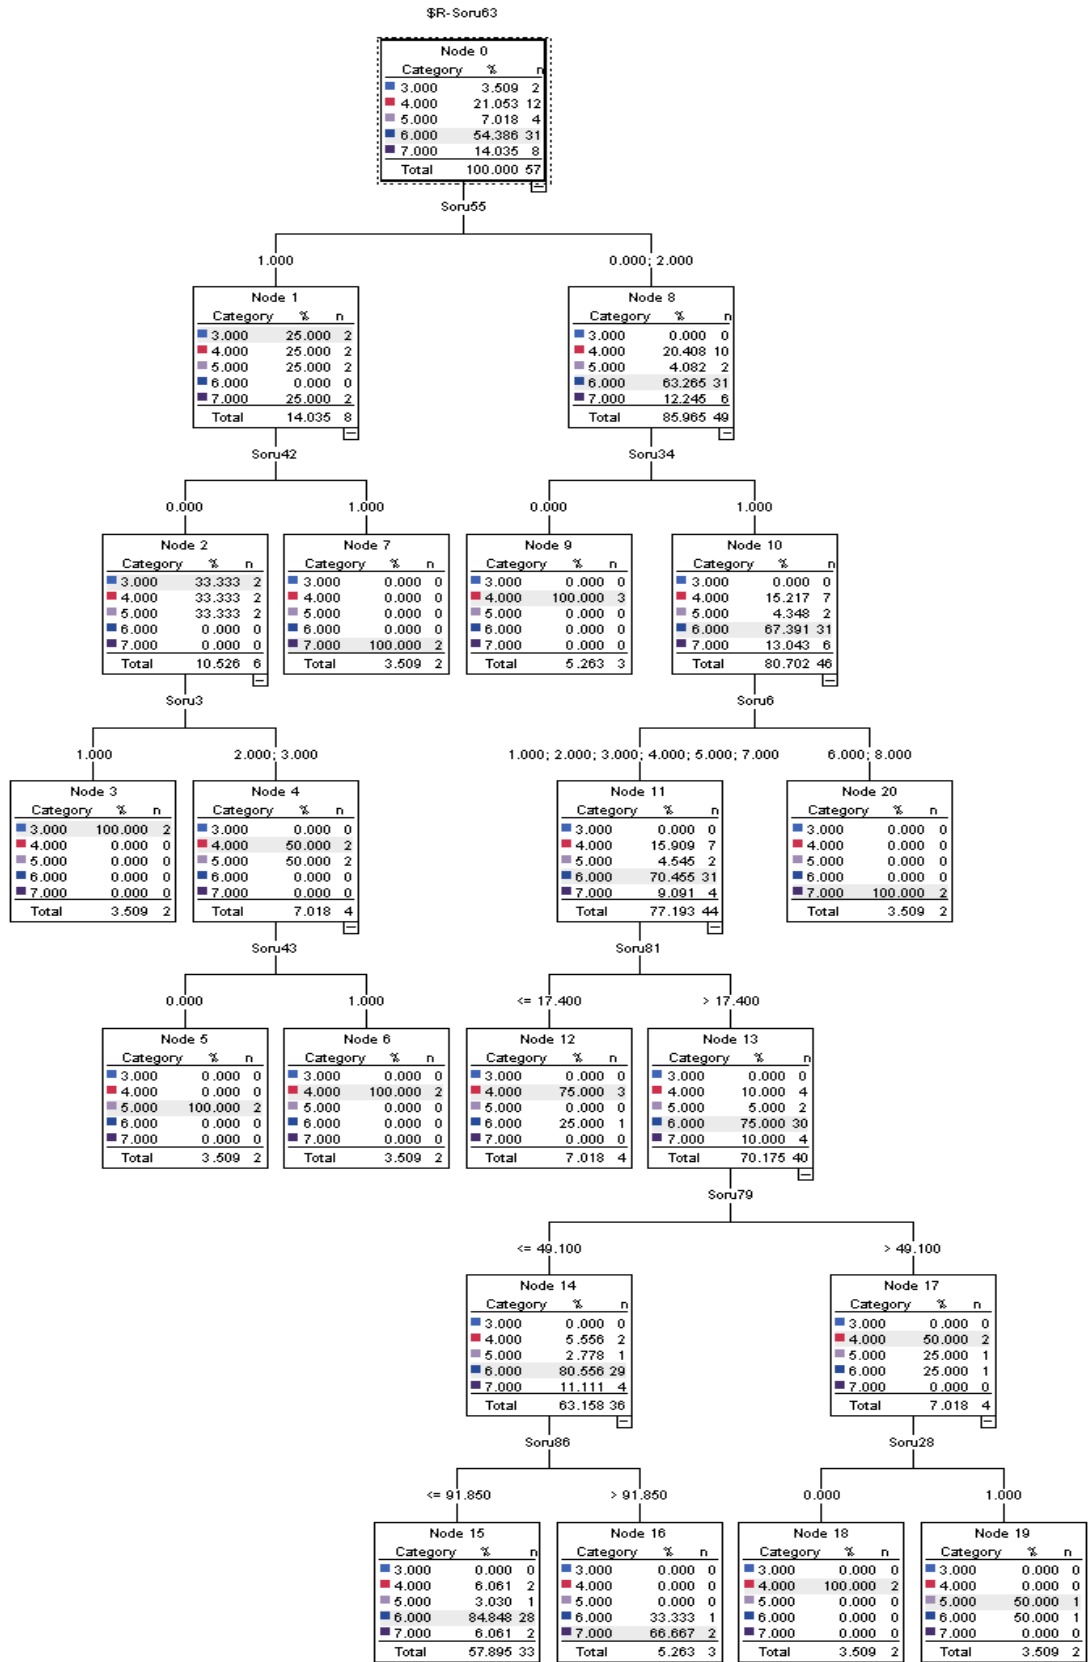 $R-Soru63
Node 0
Category % n
3.000 3.509 2
4.000 21.053 12
5.000 7.018 4
6.000 54.386 31
7.000 14.035 8
Total 100.000 57
Soru55
1.000
0.000; 2.000
Node 1
Category % n
3.000 25.000 2
4.000 25.000 2
5.000 25.000 2
6.000 0.000 0
7.000 25.000 2
Total 14.035 8
Node 8
Category % n
3.000 0.000 0
4.000 20.408 10
5.000 4.082 2
6.000 63.265 31
7.000 12.245 6
Total 85.965 49
Soru42
Soru34
0.000
1.000
0.000
1.000
Node 2
Category % n
3.000 33.333 2
4.000 33.333 2
5.000 33.333 2
6.000 0.000 0
7.000 0.000 0
Total 10.526 6
Node 7
Category % n
3.000 0.000 0
4.000 0.000 0
5.000 0.000 0
6.000 0.000 0
7.000 100.000 2
Total 3.509 2
Node 9
Category % n
3.000 0.000 0
4.000 100.000 3
5.000 0.000 0
6.000 0.000 0
7.000 0.000 0
Total 5.263 3
Node 10
Category % n
3.000 0.000 0
4.000 15.217 7
5.000 4.348 2
6.000 67.391 31
7.000 13.043 6
Total 80.702 46
Soru3
Soru6
1.000
2.000; 3.000
1.000; 2.000; 3.000; 4.000; 5.000; 7.000
6.000; 8.000
Node 3
Category % n
3.000 100.000 2
4.000 0.000 0
5.000 0.000 0
6.000 0.000 0
7.000 0.000 0
Total 3.509 2
Node 4
Category % n
3.000 0.000 0
4.000 50.000 2
5.000 50.000 2
6.000 0.000 0
7.000 0.000 0
Total 7.018 4
Node 11
Category % n
3.000 0.000 0
4.000 15.909 7
5.000 4.545 2
6.000 70.455 31
7.000 9.091 4
Total 77.193 44
Node 20
Category % n
3.000 0.000 0
4.000 0.000 0
5.000 0.000 0
6.000 0.000 0
7.000 100.000 2
Total 3.509 2
Soru43
Soru81
0.000
1.000
<= 17.400
> 17.400
Node 5
Category % n
3.000 0.000 0
4.000 0.000 0
5.000 100.000 2
6.000 0.000 0
7.000 0.000 0
Total 3.509 2
Node 6
Category % n
3.000 0.000 0
4.000 100.000 2
5.000 0.000 0
6.000 0.000 0
7.000 0.000 0
Total 3.509 2
Node 12
Category % n
3.000 0.000 0
4.000 75.000 3
5.000 0.000 0
6.000 25.000 1
7.000 0.000 0
Total 7.018 4
Node 13
Category % n
3.000 0.000 0
4.000 10.000 4
5.000 5.000 2
6.000 75.000 30
7.000 10.000 4
Total 70.175 40
Soru79
<= 49.100
> 49.100
Node 14
Category % n
3.000 0.000 0
4.000 5.556 2
5.000 2.778 1
6.000 80.556 29
7.000 11.111 4
Total 63.158 36
Node 17
Category % n
3.000 0.000 0
4.000 50.000 2
5.000 25.000 1
6.000 25.000 1
7.000 0.000 0
Total 7.018 4
Soru86
Soru28
<= 91.850
> 91.850
0.000
1.000
Node 15
Category % n
3.000 0.000 0
4.000 6.061 2
5.000 3.030 1
6.000 84.848 28
7.000 6.061 2
Total 57.895 33
Node 16
Category % n
3.000 0.000 0
4.000 0.000 0
5.000 0.000 0
6.000 33.333 1
7.000 66.667 2
Total 5.263 3
Node 18
Category % n
3.000 0.000 0
4.000 100.000 2
5.000 0.000 0
6.000 0.000 0
7.000 0.000 0
Total 3.509 2
Node 19
Category % n
3.000 0.000 0
4.000 0.000 0
5.000 50.000 1
6.000 50.000 1
7.000 0.000 0
Total 3.509 2